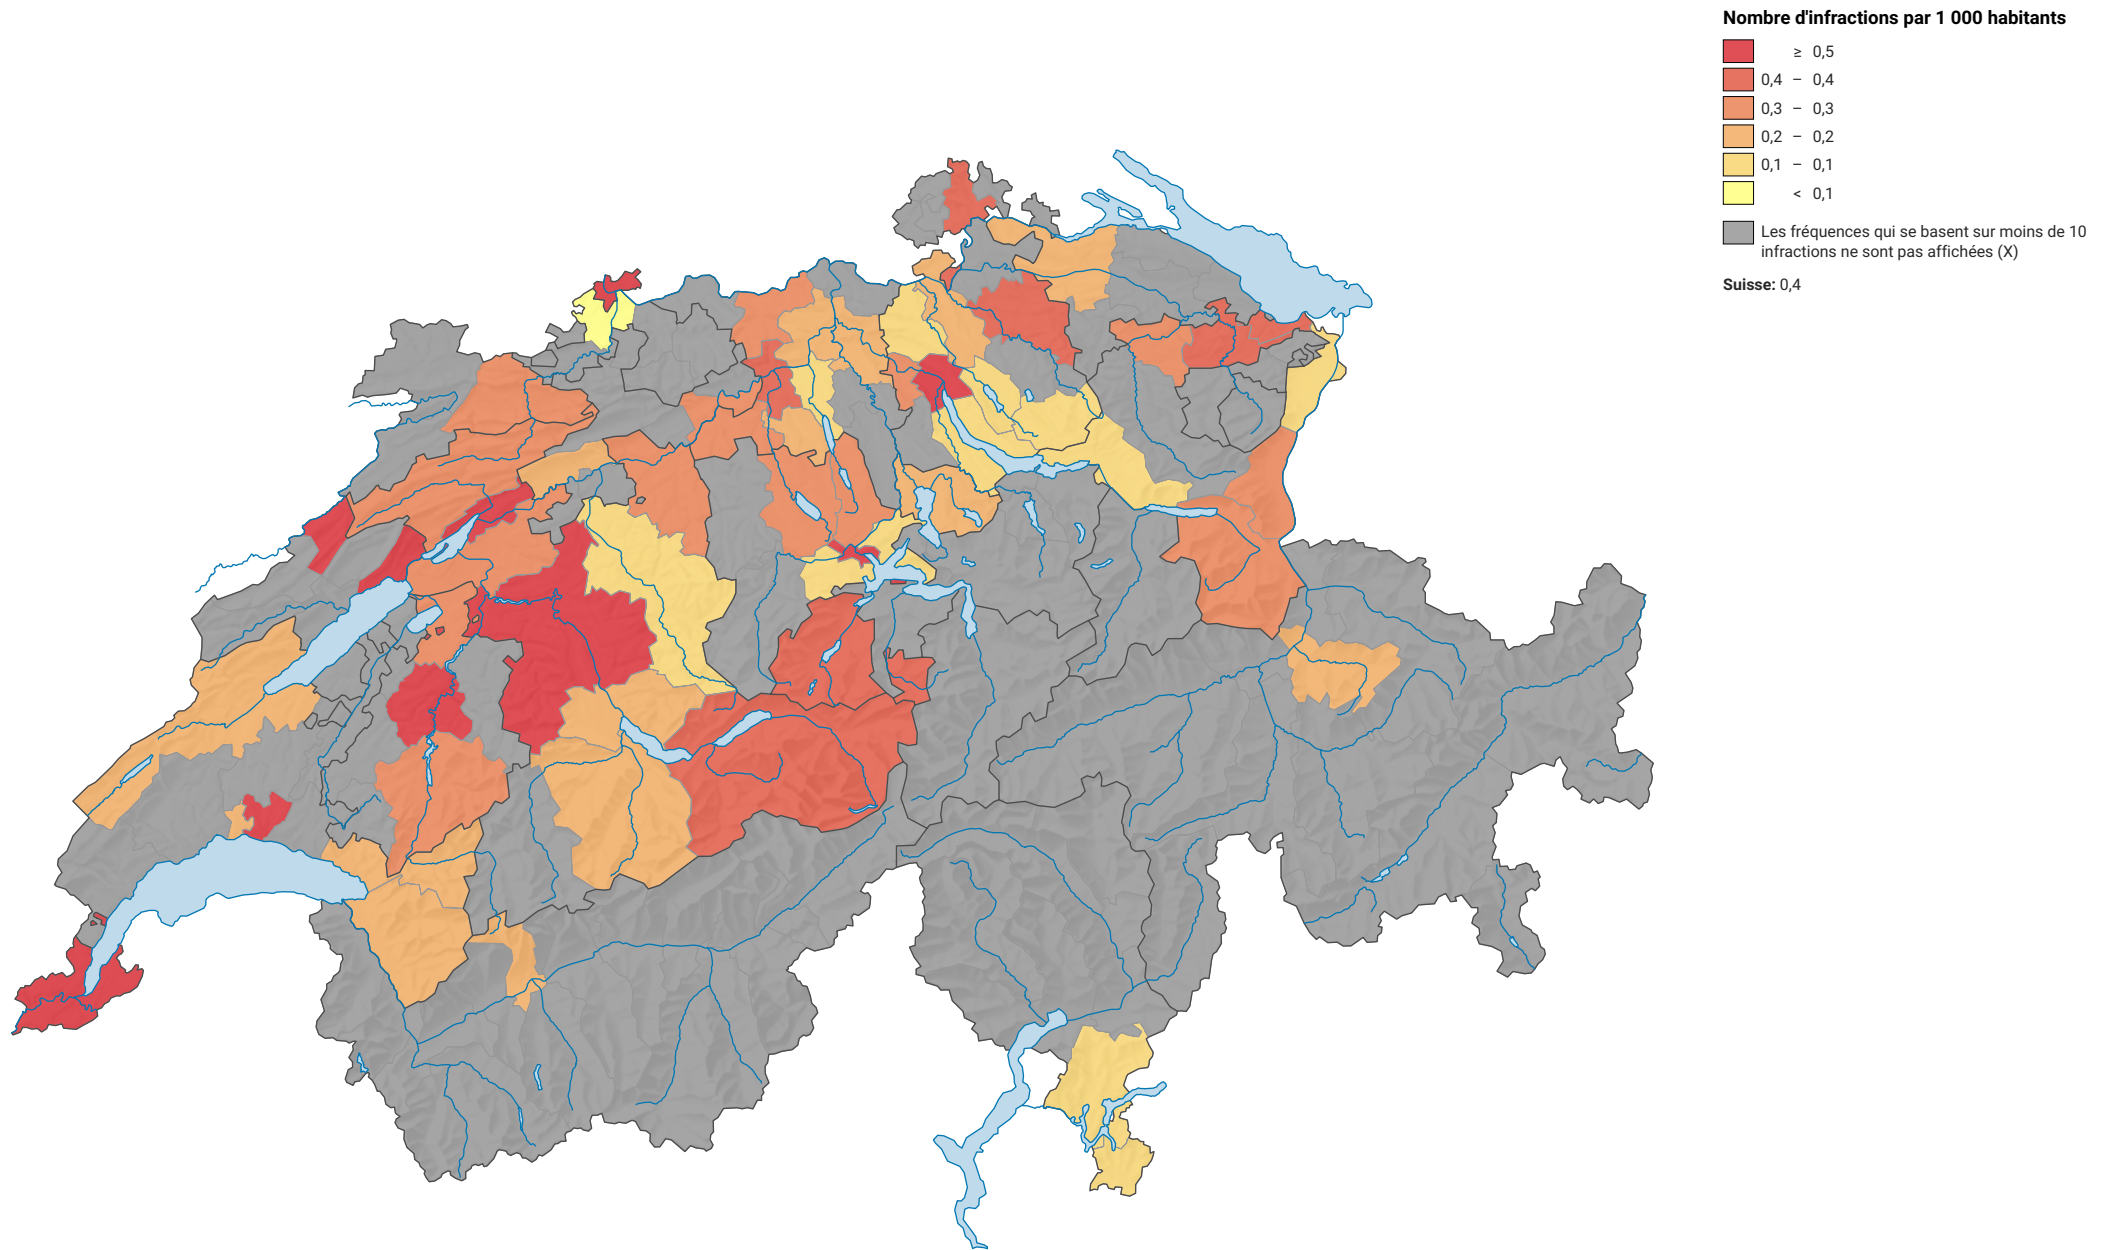 Nombre d'infractions par 1 000 habitants
≥ 0,5
0,4 – 0,4
0,3 – 0,3
0,2 – 0,2
0,1 – 0,1
< 0,1
Les fréquences qui se basent sur moins de 10
infractions ne sont pas affichées (X)
Suisse: 0,4